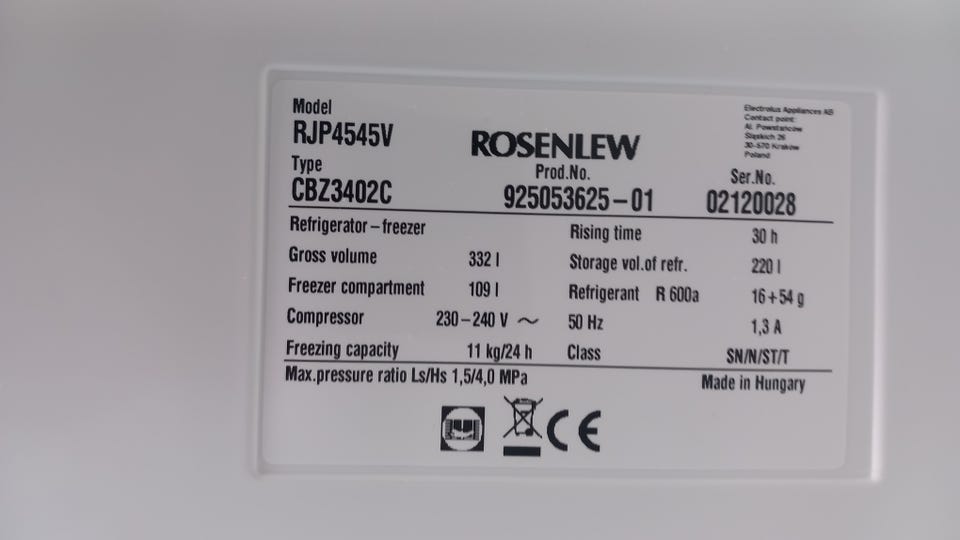 Model
RJP4545V
Type
CBZ3402C
ROSENLEW
Prod.No.
925053625-01
Electrolux Appliances AB
Contact point:
Al. Powstańców
Śląskich 26
30-570 Kraków
Poland
Ser.No.
02120028
Refrigerator-freezer
Rising time 30 h
Gross volume 332 l
Storage vol.of refr. 220 l
Freezer compartment 109 l
Refrigerant R 600a 16+54 g
Compressor 230-240 V ~ 50 Hz 1,3 A
Freezing capacity 11 kg/24 h
Class SN/N/ST/T
Max.pressure ratio Ls/Hs 1,5/4,0 MPa
Made in Hungary
CE